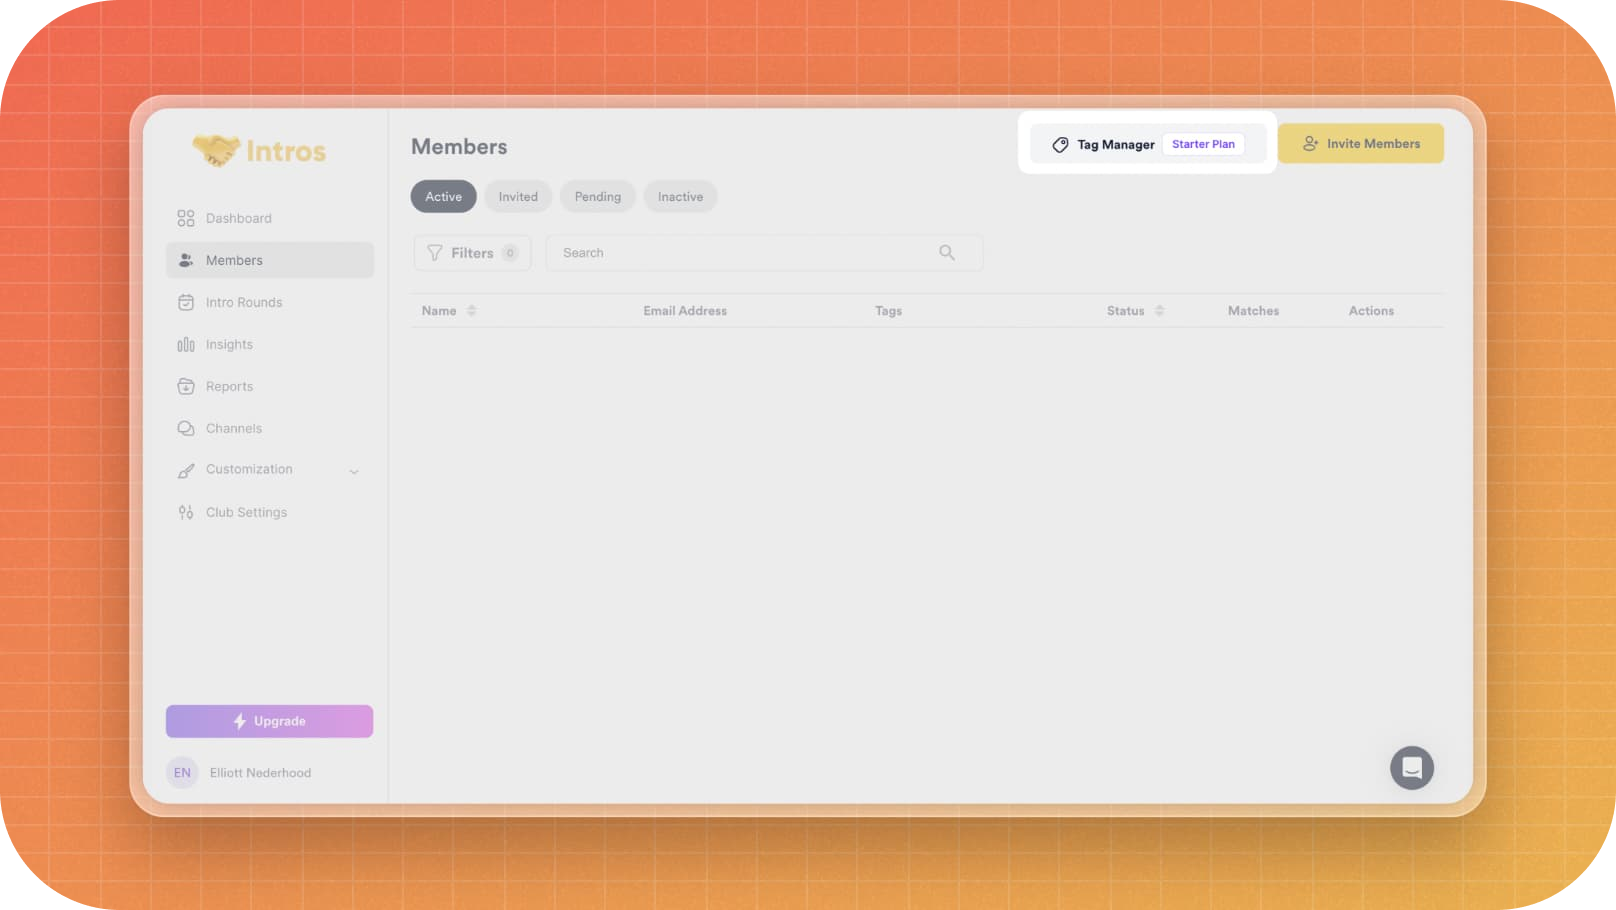 Intros
Dashboard
Members
Intro Rounds
Insights
Reports
Channels
Customization
Club Settings
Upgrade
EN Elliott Nederhood
Members
Tag Manager Starter Plan
Invite Members
Active Invited Pending Inactive
Filters 0 Search
Name Email Address Tags Status Matches Actions